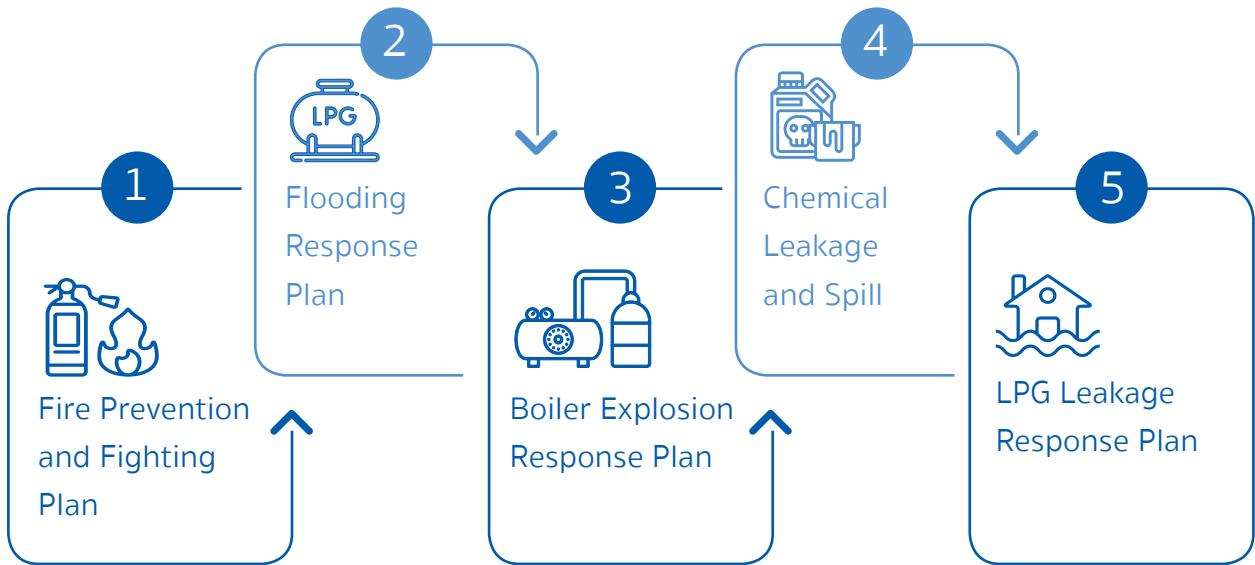 1
Fire Prevention
and Fighting
Plan
2
LPG
Flooding
Response
Plan
3
Boiler Explosion
Response Plan
4
Chemical
Leakage
and Spill
5
LPG Leakage
Response Plan